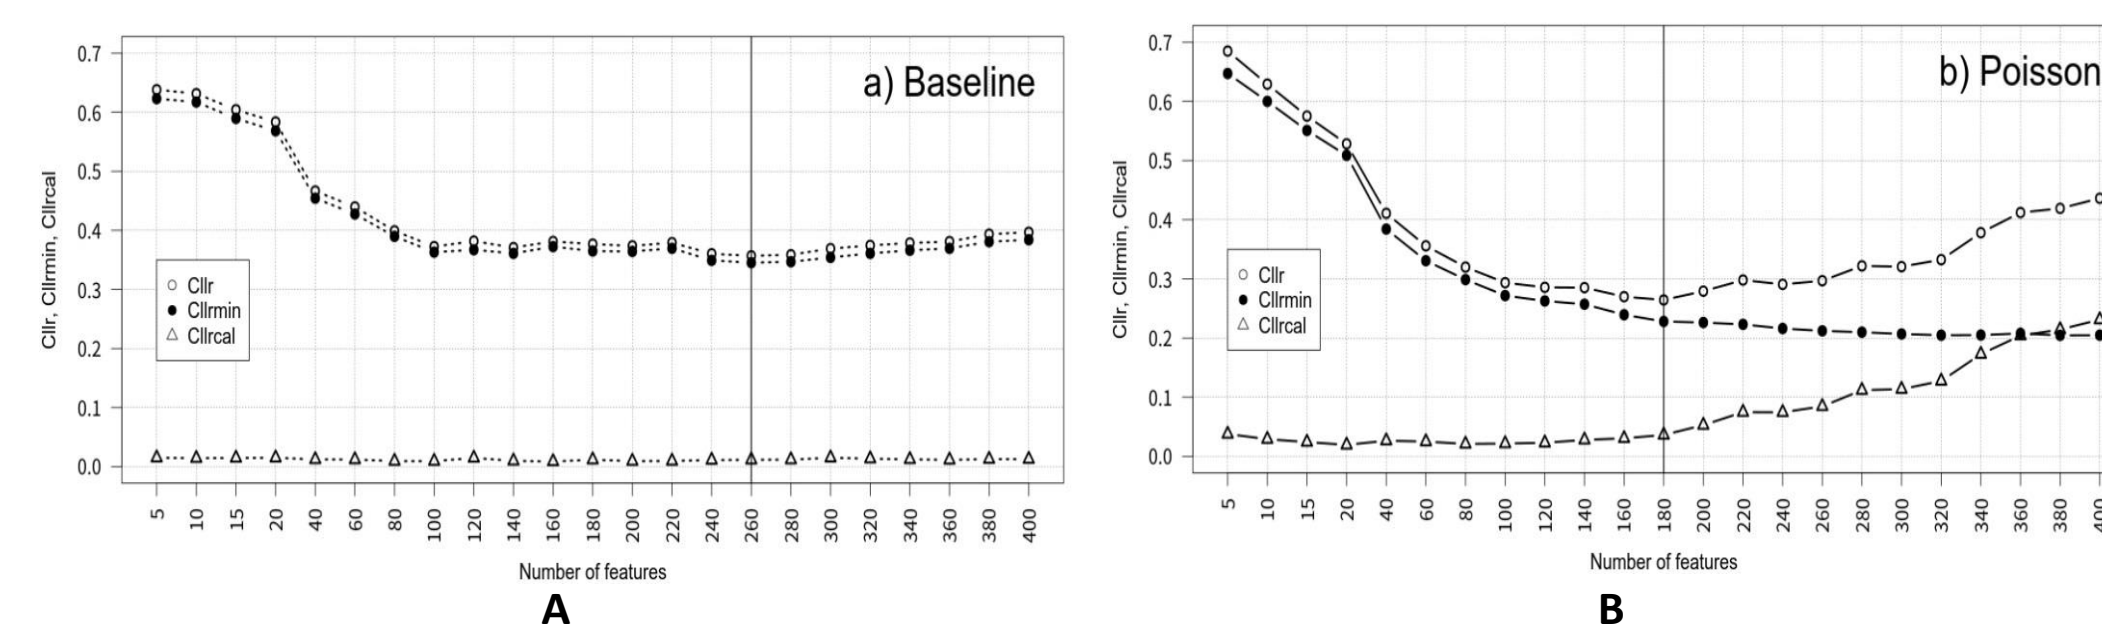 a) Baseline
Cllr, Cllrmin, Cllrcal
0.7
0.6
0.5
0.4
0.3
0.2
0.1
0.0
Cllr
Cllrmin
Cllrcal
5 10 15 20 40 60 80 100 120 140 160 180 200 220 240 260 280 300 320 340 360 380 400
Number of features
A
b) Poisson
Cllr, Cllrmin, Cllrcal
0.7
0.6
0.5
0.4
0.3
0.2
0.1
0.0
Cllr
Cllrmin
Cllrcal
5 10 15 20 40 60 80 100 120 140 160 180 200 220 240 260 280 300 320 340 360 380 400
Number of features
B